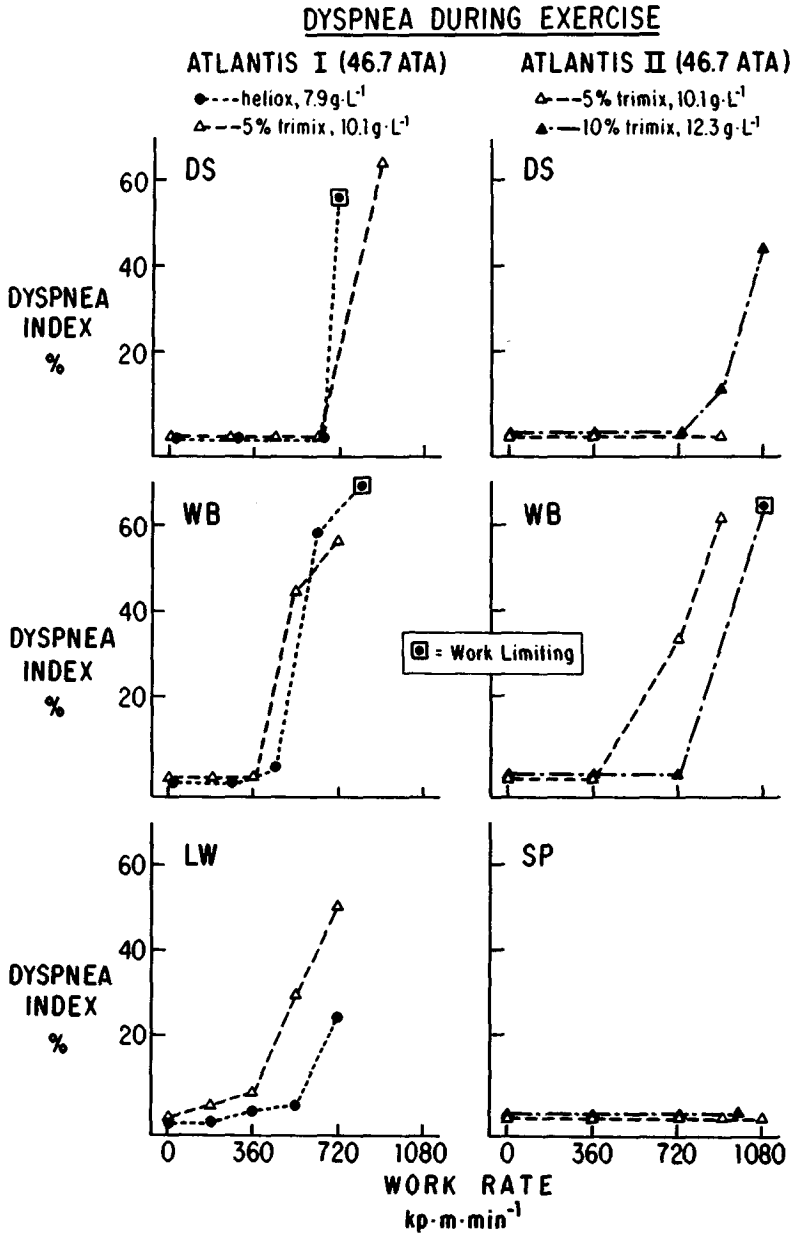 DYSPNEA DURING EXERCISE
ATLANTIS I (46.7 ATA)
heliox, 7.9 g·L⁻¹
5% trimix, 10.1 g·L⁻¹
ATLANTIS II (46.7 ATA)
5% trimix, 10.1 g·L⁻¹
10% trimix, 12.3 g·L⁻¹
DS
DS
60
40
20
DYSPNEA
INDEX
%
WB
WB
60
40
20
DYSPNEA
INDEX
%
= Work Limiting
LW
SP
60
40
20
DYSPNEA
INDEX
%
0 360 720 1080
0 360 720 1080
WORK RATE
kp·m·min⁻¹